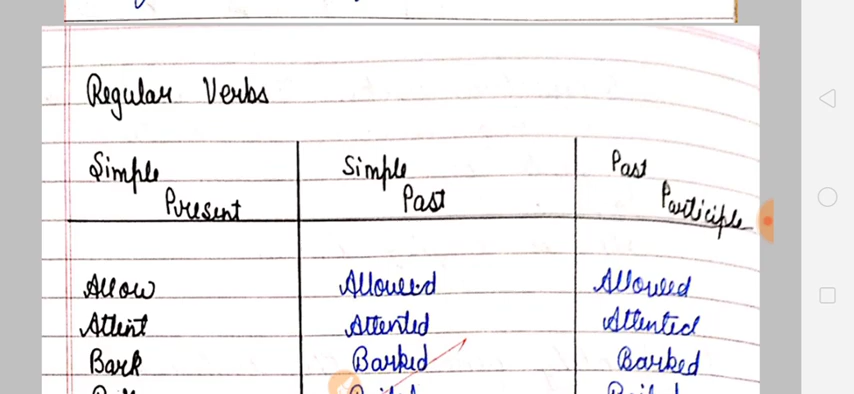 Regular Verbs
Simple Present Simple Past Past Participle
Allow Allowed Allowed
Attent Attented Attented
Bark Barked Barked